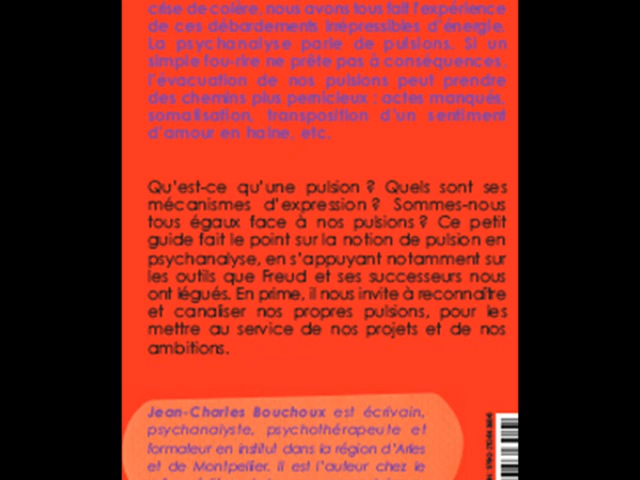 crise de colère, nous avons tous fait l'expérience
de ces débordements irrépressibles d'énergie.
La psychanalyse parle de pulsions. Si un
simple fou-rire ne prête pas à conséquences,
l'évacuation de nos pulsions peut prendre
des chemins plus pernicieux : actes manqués,
somatisation, transposition d'un sentiment
d'amour en haine, etc.
Qu'est-ce qu'une pulsion ? Quels sont ses
mécanismes d'expression ? Sommes-nous
tous égaux face à nos pulsions ? Ce petit
guide fait le point sur la notion de pulsion en
psychanalyse, en s'appuyant notamment sur
les outils que Freud et ses successeurs nous
ont légués. En prime, il nous invite à reconnaître
et canaliser nos propres pulsions, pour les
mettre au service de nos projets et de nos
ambitions.
Jean-Charles Bouchoux est écrivain,
psychanalyste, psychothérapeute et
formateur en institut dans la région d'Arles
et de Montpellier. Il est l'auteur chez le